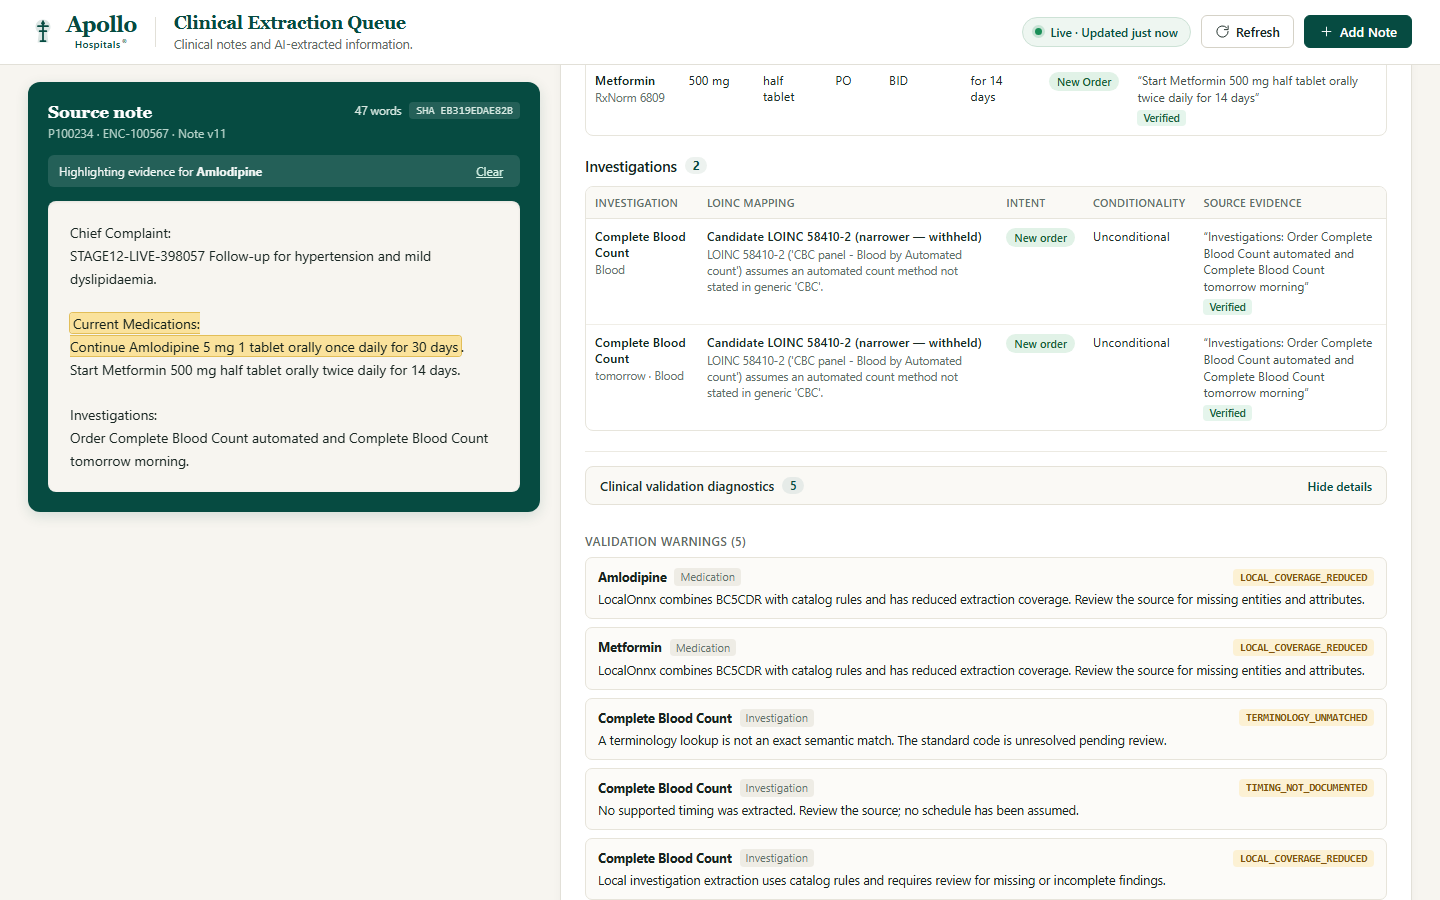 Apollo
Hospitals®
Clinical Extraction Queue
Clinical notes and AI-extracted information.
Live · Updated just now
Refresh
+ Add Note
Source note
47 words
SHA EB319EDAE82B
P100234 · ENC-100567 · Note v11
Highlighting evidence for Amlodipine
Clear
Chief Complaint:
STAGE12-LIVE-398057 Follow-up for hypertension and mild
dyslipidaemia.
Current Medications:
Continue Amlodipine 5 mg 1 tablet orally once daily for 30 days.
Start Metformin 500 mg half tablet orally twice daily for 14 days.
Investigations:
Order Complete Blood Count automated and Complete Blood Count
tomorrow morning.
Metformin
RxNorm 6809
500 mg
half
tablet
PO
BID
for 14
days
New Order
“Start Metformin 500 mg half tablet orally
twice daily for 14 days”
Verified
Investigations 2
INVESTIGATION
LOINC MAPPING
INTENT
CONDITIONALITY
SOURCE EVIDENCE
Complete Blood
Count
Blood
Candidate LOINC 58410-2 (narrower — withheld)
LOINC 58410-2 ('CBC panel - Blood by Automated
count') assumes an automated count method not
stated in generic 'CBC'.
New order
Unconditional
“Investigations: Order Complete
Blood Count automated and
Complete Blood Count
tomorrow morning”
Verified
Complete Blood
Count
tomorrow · Blood
Candidate LOINC 58410-2 (narrower — withheld)
LOINC 58410-2 ('CBC panel - Blood by Automated
count') assumes an automated count method not
stated in generic 'CBC'.
New order
Unconditional
“Investigations: Order Complete
Blood Count automated and
Complete Blood Count
tomorrow morning”
Verified
Clinical validation diagnostics 5
Hide details
VALIDATION WARNINGS (5)
Amlodipine Medication
LOCAL_COVERAGE_REDUCED
LocalOnnx combines BC5CDR with catalog rules and has reduced extraction coverage. Review the source for missing entities and attributes.
Metformin Medication
LOCAL_COVERAGE_REDUCED
LocalOnnx combines BC5CDR with catalog rules and has reduced extraction coverage. Review the source for missing entities and attributes.
Complete Blood Count Investigation
TERMINOLOGY_UNMATCHED
A terminology lookup is not an exact semantic match. The standard code is unresolved pending review.
Complete Blood Count Investigation
TIMING_NOT_DOCUMENTED
No supported timing was extracted. Review the source; no schedule has been assumed.
Complete Blood Count Investigation
LOCAL_COVERAGE_REDUCED
Local investigation extraction uses catalog rules and requires review for missing or incomplete findings.